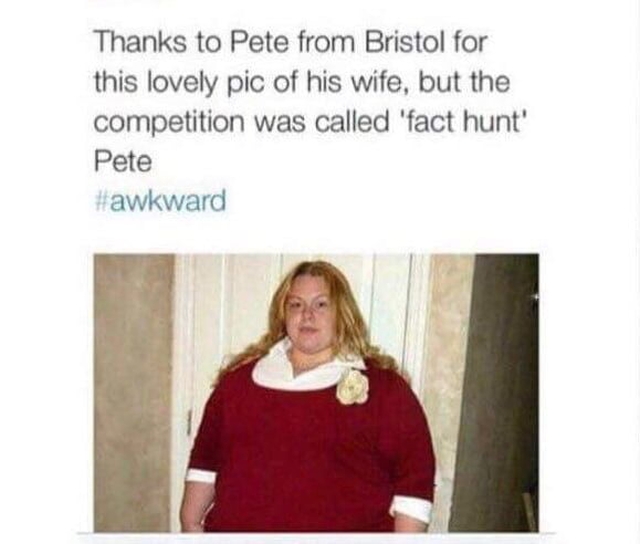 Thanks to Pete from Bristol for
this lovely pic of his wife, but the
competition was called 'fact hunt'
Pete
#awkward